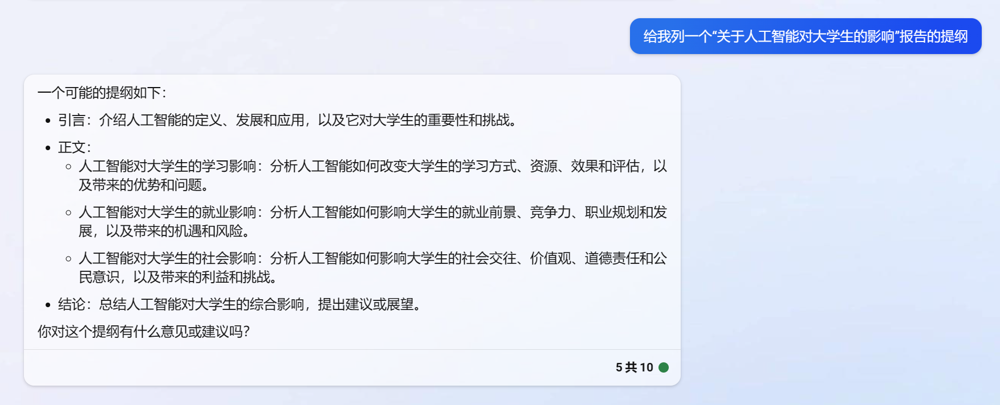 给我列一个“关于人工智能对大学生的影响”报告的提纲
一个可能的提纲如下：
• 引言：介绍人工智能的定义、发展和应用，以及它对大学生的重要性和挑战。
• 正文：
○ 人工智能对大学生的学习影响：分析人工智能如何改变大学生的学习方式、资源、效果和评估，以
及带来的优势和问题。
○ 人工智能对大学生的就业影响：分析人工智能如何影响大学生的就业前景、竞争力、职业规划和发
展，以及带来的机遇和风险。
○ 人工智能对大学生的社会影响：分析人工智能如何影响大学生的社会交往、价值观、道德责任和公
民意识，以及带来的利益和挑战。
• 结论：总结人工智能对大学生的综合影响，提出建议或展望。
你对这个提纲有什么意见或建议吗？
5 共 10